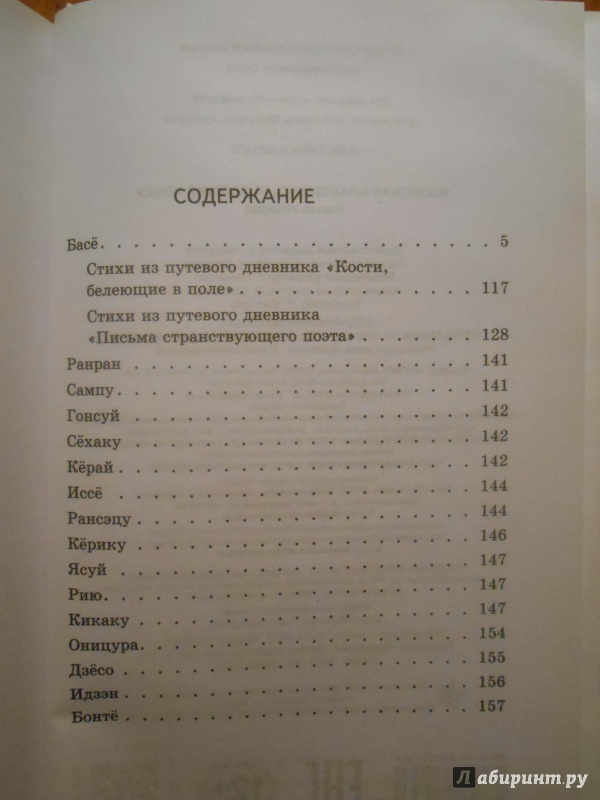 СОДЕРЖАНИЕ
Басё. . . . . . . . . . . . . . . . . . . . . . . . 5
Стихи из путевого дневника «Кости,
белеющие в поле» . . . . . . . . . . . . . . 117
Стихи из путевого дневника
«Письма странствующего поэта» . . . . . . . 128
Ранран . . . . . . . . . . . . . . . . . . . . . 141
Сампу . . . . . . . . . . . . . . . . . . . . . 141
Гонсуй . . . . . . . . . . . . . . . . . . . . . 142
Сёхаку . . . . . . . . . . . . . . . . . . . . . 142
Кёрай . . . . . . . . . . . . . . . . . . . . . 142
Иссё . . . . . . . . . . . . . . . . . . . . . 144
Рансэцу . . . . . . . . . . . . . . . . . . . . 144
Кёрику . . . . . . . . . . . . . . . . . . . . 146
Ясуй . . . . . . . . . . . . . . . . . . . . . 147
Рию. . . . . . . . . . . . . . . . . . . . . . 147
Кикаку . . . . . . . . . . . . . . . . . . . . 147
Оницура. . . . . . . . . . . . . . . . . . . . 154
Дзёсо . . . . . . . . . . . . . . . . . . . . . 155
Идзэн . . . . . . . . . . . . . . . . . . . . . 156
Бонтё . . . . . . . . . . . . . . . . . . . . . 157
Лабиринт.ру